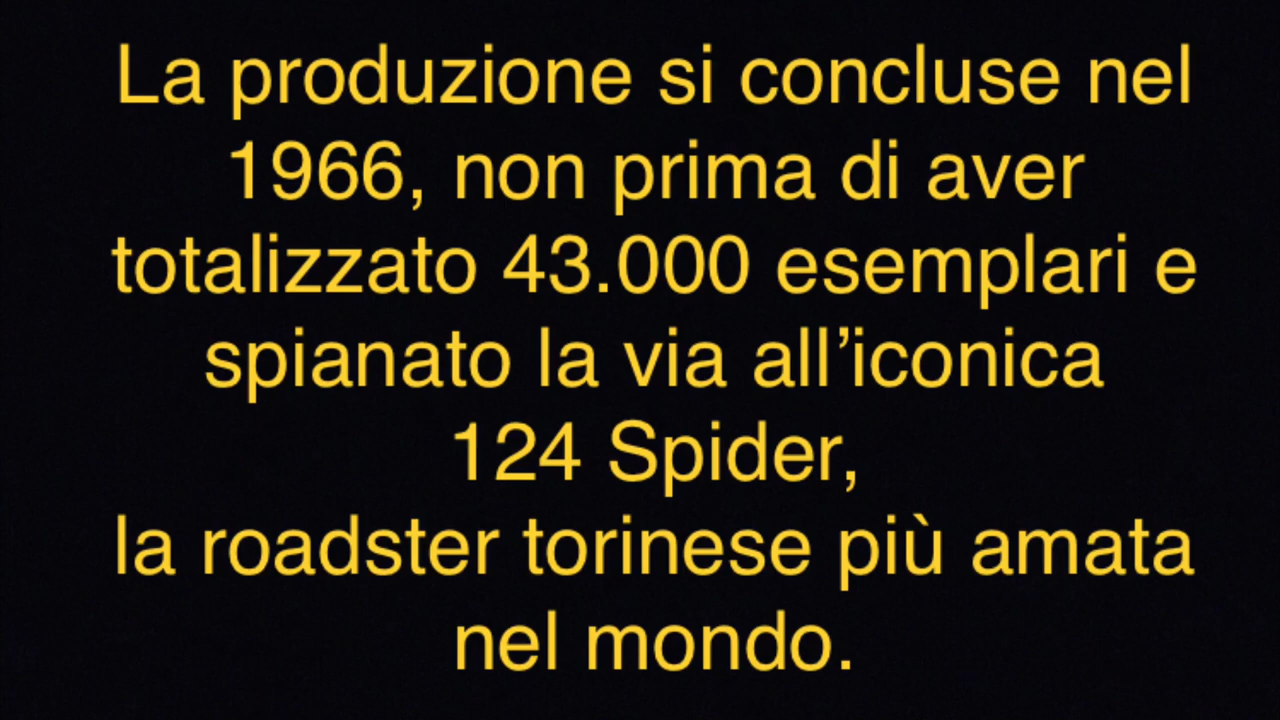 La produzione si concluse nel
1966, non prima di aver
totalizzato 43.000 esemplari e
spianato la via all’iconica
124 Spider,
la roadster torinese più amata
nel mondo.